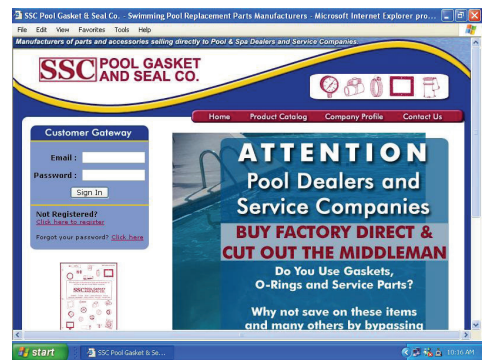 SSC Pool Gasket & Seal Co. - Swimming Pool Replacement Parts Manufacturers - Microsoft Internet Explorer pro...
File Edit View Favorites Tools Help
Manufacturers of parts and accessories selling directly to Pool & Spa Dealers and Service Companies.
SSC POOL GASKET
AND SEAL CO.
Home Product Catalog Company Profile Contact Us
Customer Gateway
Email :
Password :
Sign In
Not Registered?
Click here to register
Forgot your password? Click here
SSC
ATTENTION
Pool Dealers and
Service Companies
BUY FACTORY DIRECT &
CUT OUT THE MIDDLEMAN
Do You Use Gaskets,
O-Rings and Service Parts?
Why not save on these items
and many others by bypassing
start
SSC Pool Gasket & Se...
10:16 AM